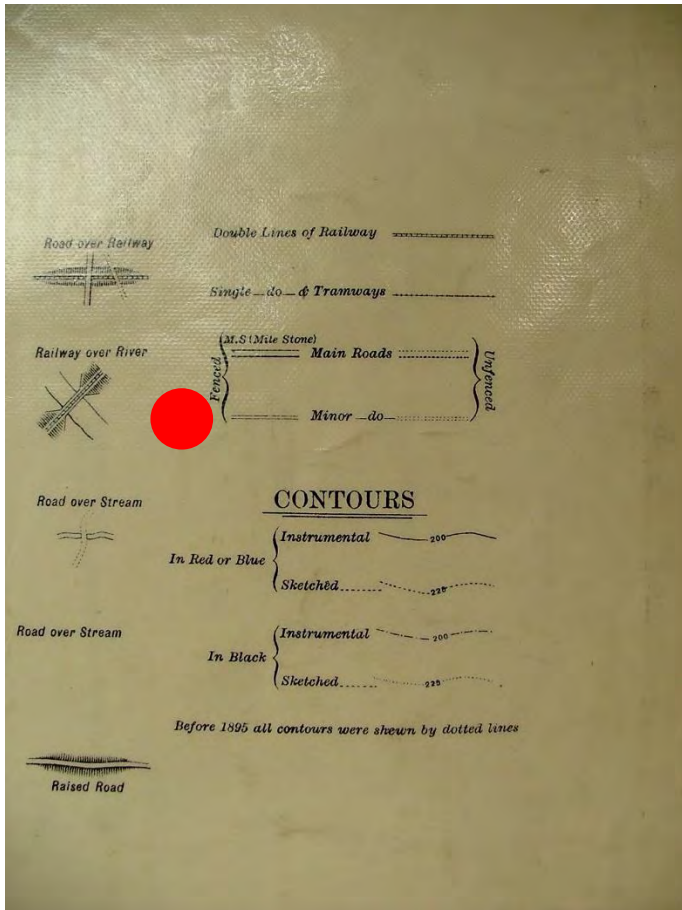 Road over Railway
Double Lines of Railway
Single do & Tramways
Railway over River
Fenced
M.S (Mile Stone)
Main Roads
Unfenced
Minor do
Road over Stream
CONTOURS
In Red or Blue
Instrumental 200
Sketched 225
Road over Stream
In Black
Instrumental 200
Sketched 225
Before 1895 all contours were shewn by dotted lines
Raised Road